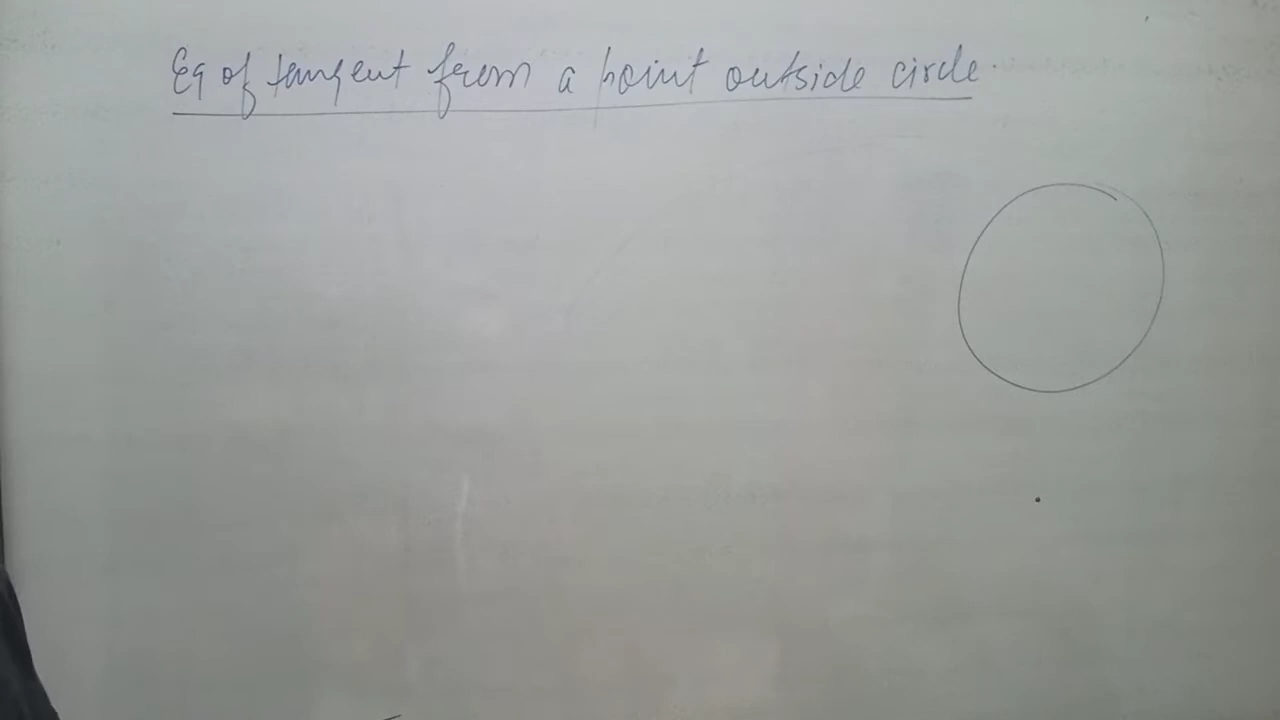 Eq of tangent from a point outside circle.